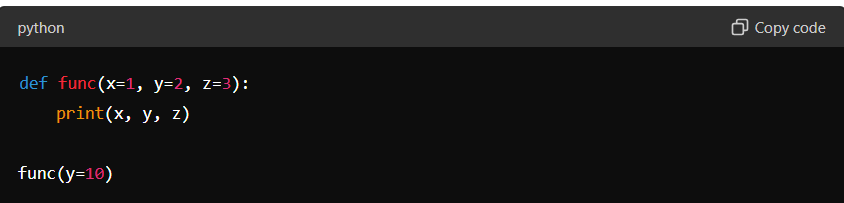 python Copy code
def func(x=1, y=2, z=3):
    print(x, y, z)
func(y=10)